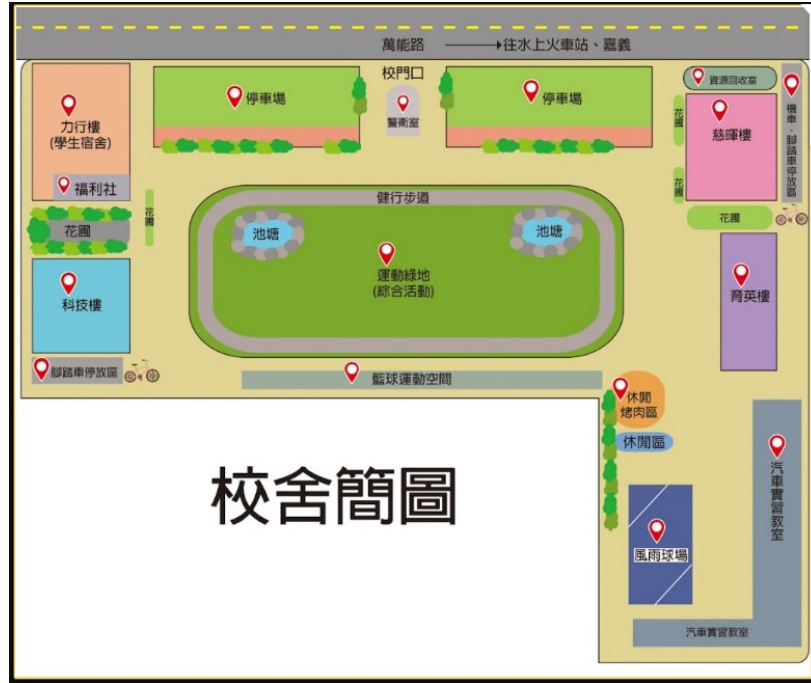 萬能路 往水上火車站、嘉義
校門口
警衛室
停車場
停車場
力行樓
(學生宿舍)
福利社
花圃
花圃
科技樓
腳踏車停放區
健行步道
池塘
池塘
運動綠地
(綜合活動)
籃球運動空間
資源回收室
花圃
慈暉樓
花圃
機車、腳踏車停放區
花圃
育英樓
休閒
烤肉區
休閒區
汽車實習教室
風雨球場
汽車實習教室
校舍簡圖